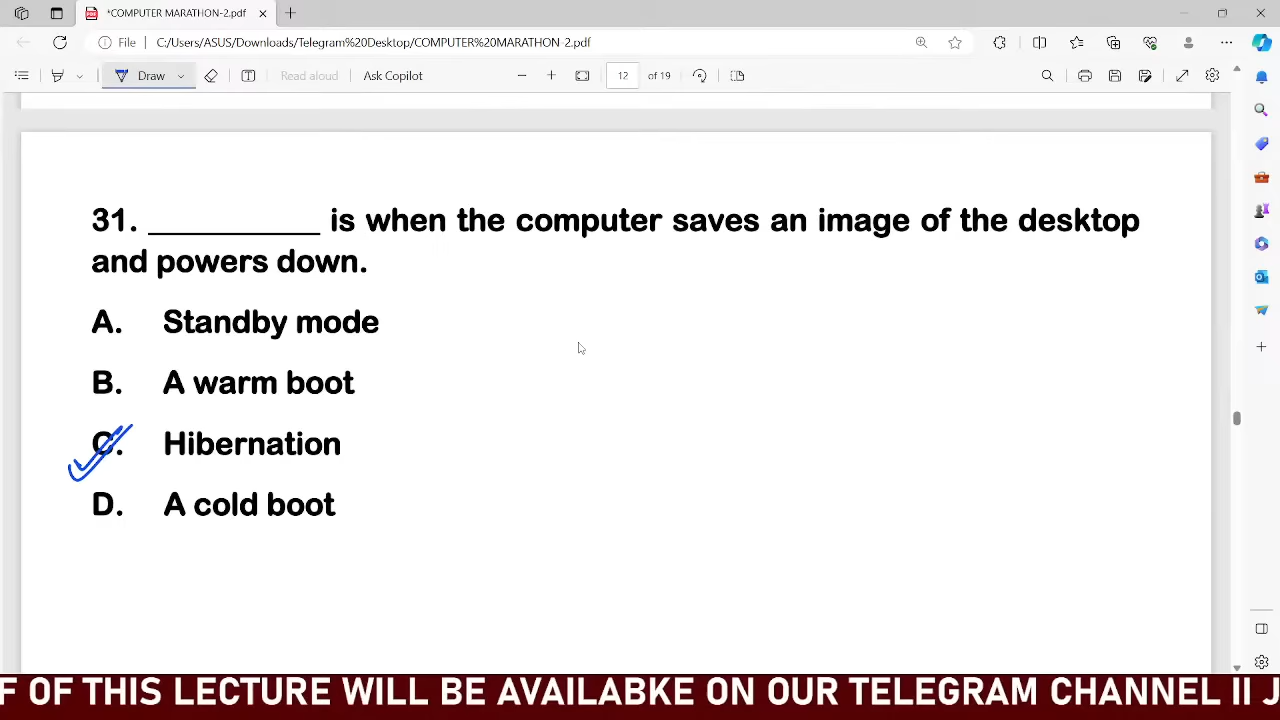 *COMPUTER MARATHON-2.pdf
File C:/Users/ASUS/Downloads/Telegram%20Desktop/COMPUTER%20MARATHON 2.pdf
Draw Read aloud Ask Copilot 12 of 19
31. __________ is when the computer saves an image of the desktop
and powers down.
A. Standby mode
B. A warm boot
C. Hibernation
D. A cold boot
F OF THIS LECTURE WILL BE AVAILABKE ON OUR TELEGRAM CHANNEL II J